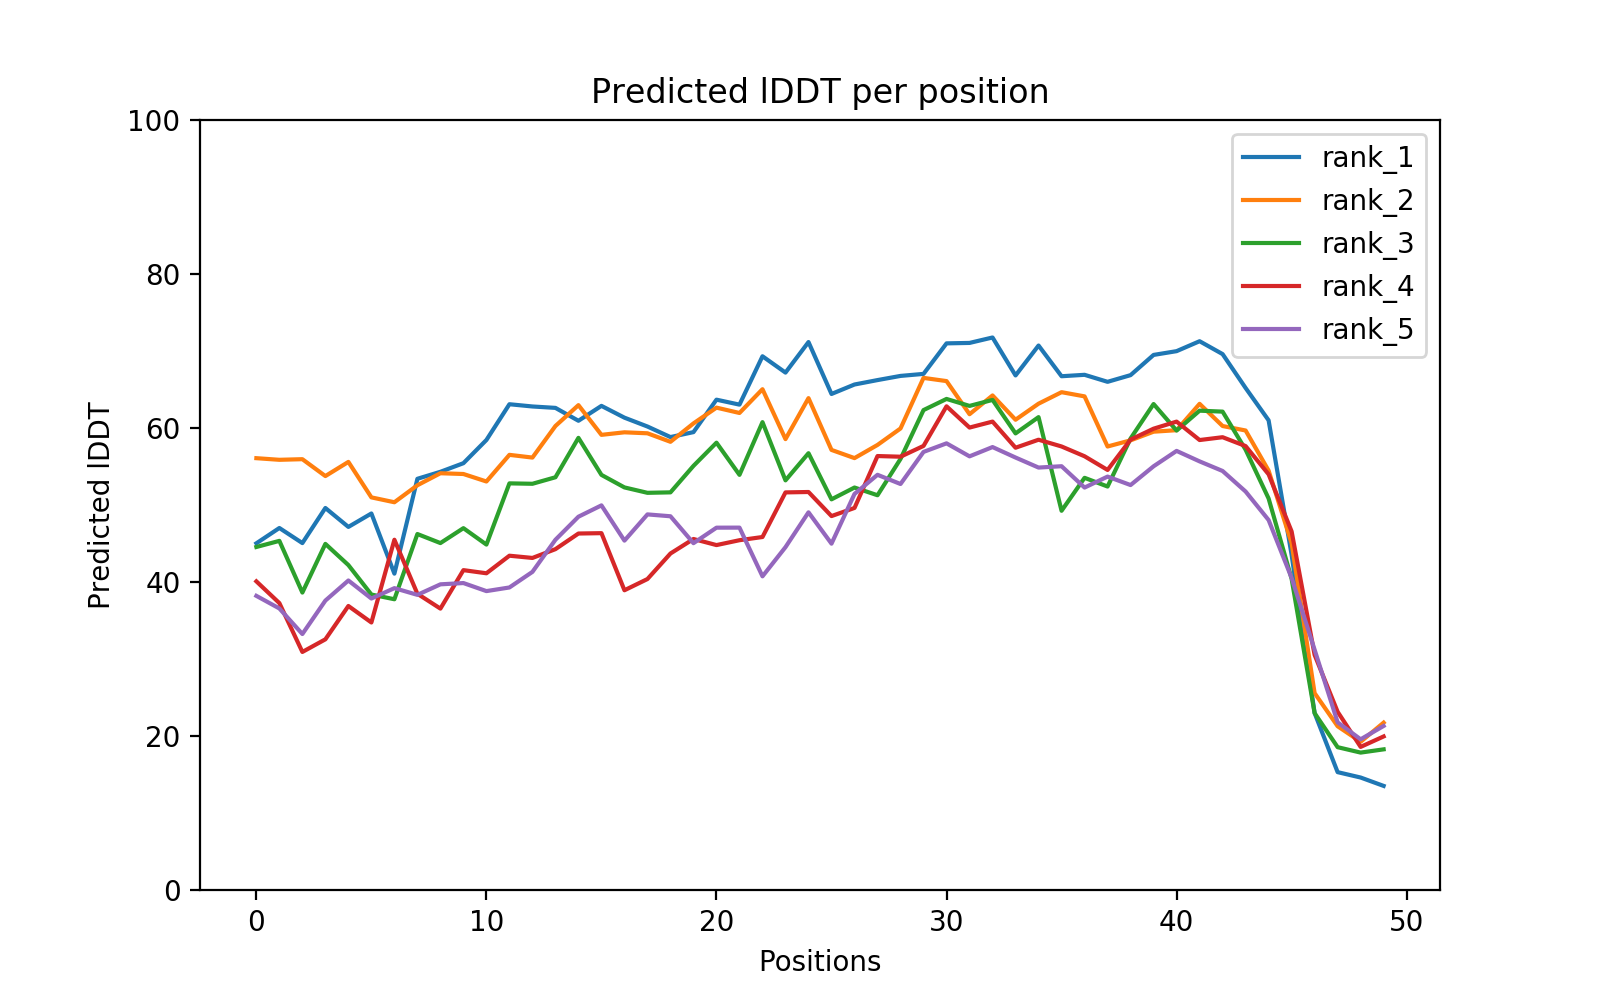 Predicted lDDT per position
100
80
60
40
20
0
Predicted lDDT
rank_1
rank_2
rank_3
rank_4
rank_5
0 10 20 30 40 50
Positions